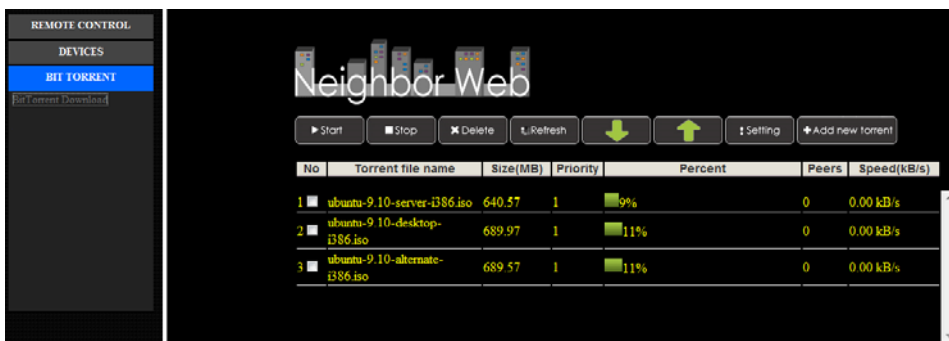 REMOTE CONTROL
DEVICES
BIT TORRENT
BitTorrent Download
Neighbor Web
Start Stop Delete Refresh Setting Add new torrent
No Torrent file name Size(MB) Priority Percent Peers Speed(kB/s)
1 ubuntu-9.10-server-i386.iso 640.57 1 9% 0 0.00 kB/s
2 ubuntu-9.10-desktop-
i386.iso 689.97 1 11% 0 0.00 kB/s
3 ubuntu-9.10-alternate-
i386.iso 689.57 1 11% 0 0.00 kB/s